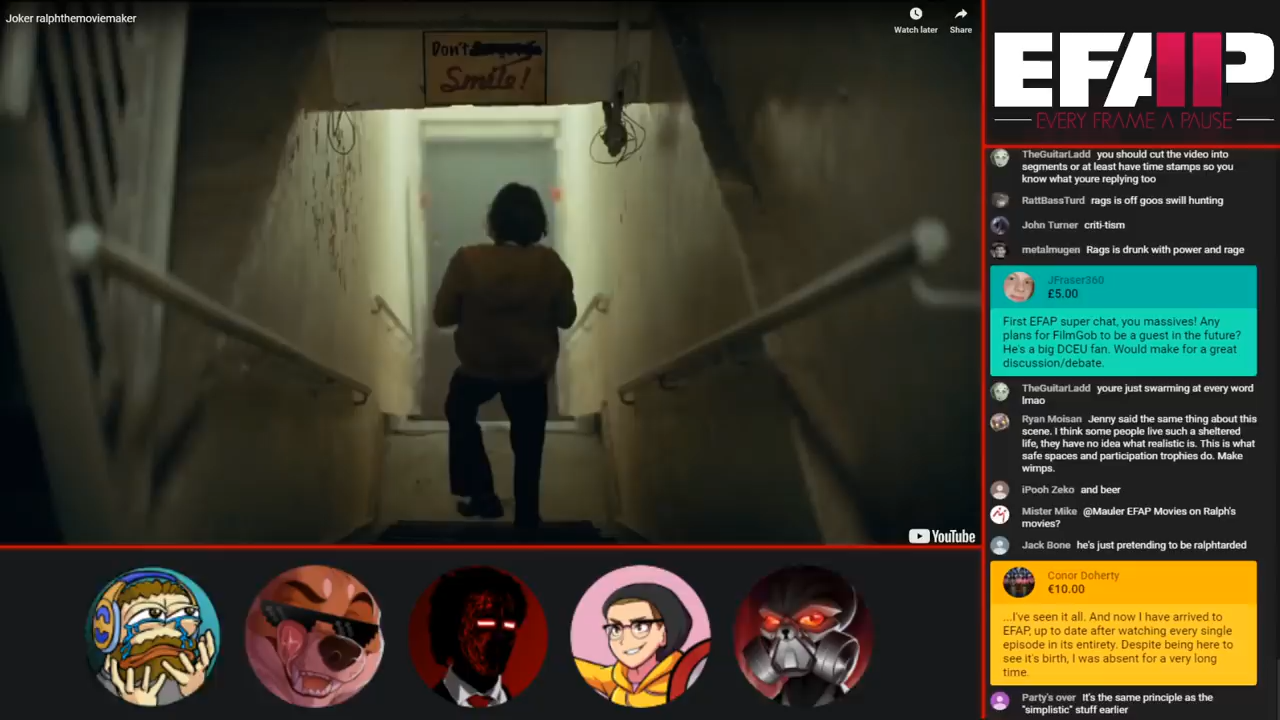 Joker ralphthemoviemaker
Watch later
Share
Don't
Smile!
YouTube
EFAP
EVERY FRAME A PAUSE
TheGuitarLadd you should cut the video into
segments or at least have time stamps so you
know what youre replying too
RattBassTurd rags is off goos swill hunting
John Turner criti-tism
metalmugen Rags is drunk with power and rage
JFraser360
£5.00
First EFAP super chat, you massives! Any
plans for FilmGob to be a guest in the future?
He's a big DCEU fan. Would make for a great
discussion/debate.
TheGuitarLadd youre just swarming at every word
lmao
Ryan Moisan Jenny said the same thing about this
scene. I think some people live such a sheltered
life, they have no idea what realistic is. This is what
safe spaces and participation trophies do. Make
wimps.
iPooh Zeko and beer
Mister Mike @Mauler EFAP Movies on Ralph's
movies?
Jack Bone he's just pretending to be ralphtarded
Conor Doherty
€10.00
...I've seen it all. And now I have arrived to
EFAP, up to date after watching every single
episode in its entirety. Despite being here to
see it's birth, I was absent for a very long
time.
Party's over It's the same principle as the
"simplistic" stuff earlier